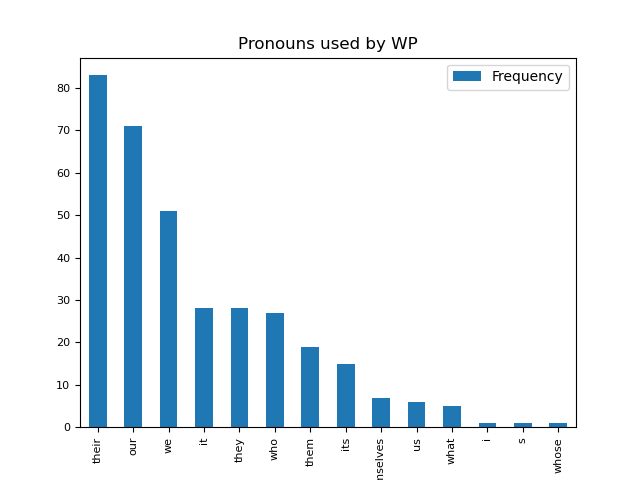 Pronouns used by WP
Frequency
80
70
60
50
40
30
20
10
0
their
our
we
it
they
who
them
its
nselves
us
what
i
s
whose